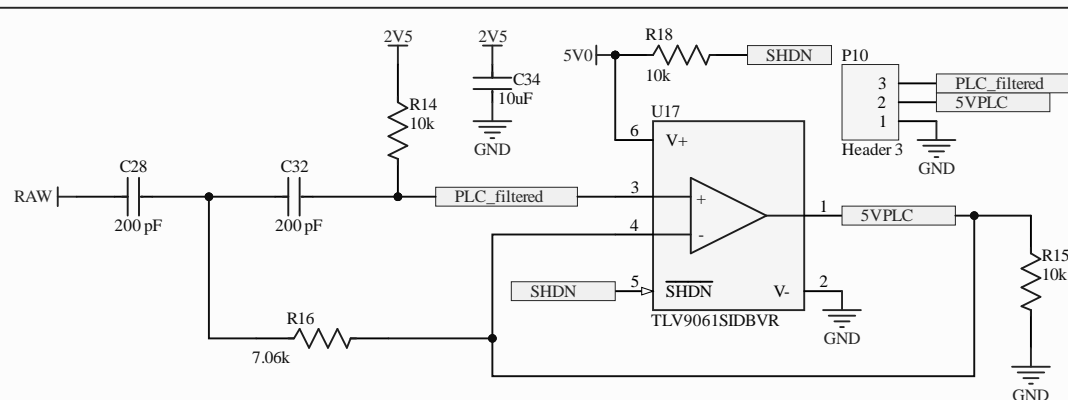 2V5
2V5
R14
10k
C34
10uF
GND
5V0
R18
10k
SHDN
P10
3
PLC_filtered
2
5VPLC
1
Header 3
GND
U17
6
V+
RAW
C28
200 pF
C32
200 pF
PLC_filtered
3
+
4
-
1
5VPLC
SHDN
5
SHDN
V-
2
GND
TLV9061SIDBVR
R15
10k
GND
R16
7.06k